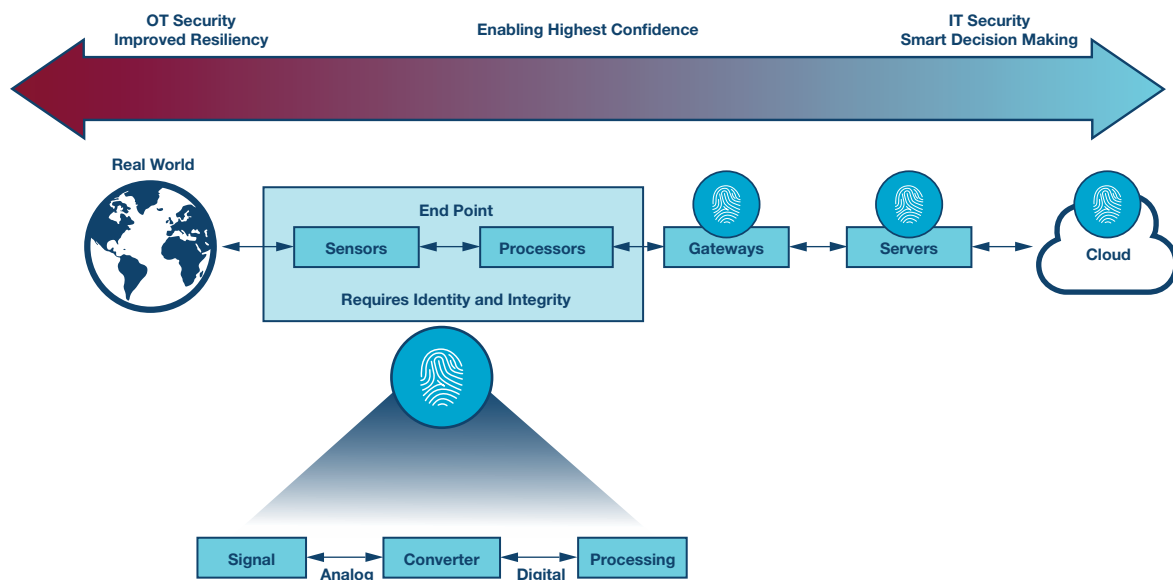 OT Security
Improved Resiliency
Enabling Highest Confidence
IT Security
Smart Decision Making
Real World
End Point
Sensors
Processors
Gateways
Servers
Cloud
Requires Identity and Integrity
Signal
Analog
Converter
Digital
Processing